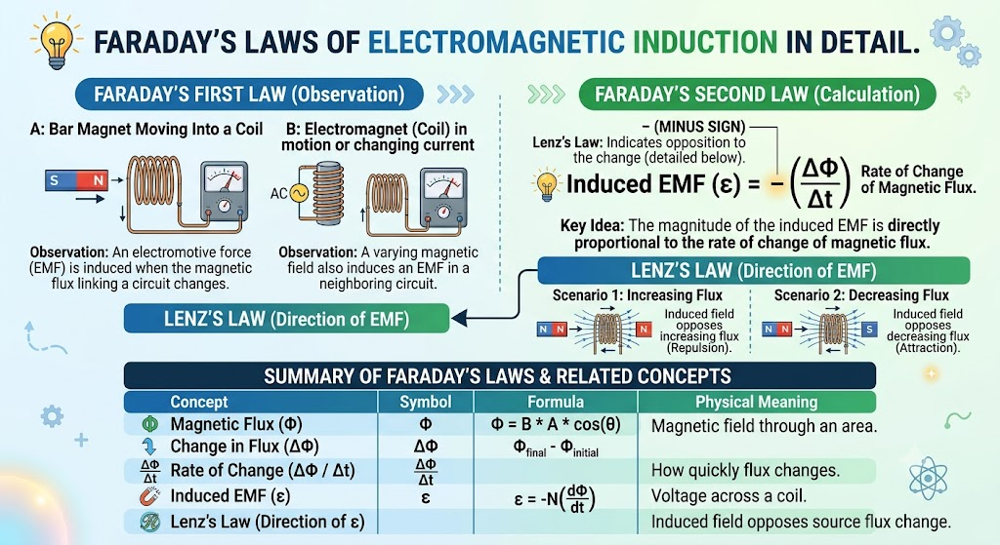 FARADAY'S LAWS OF ELECTROMAGNETIC INDUCTION IN DETAIL.
FARADAY'S FIRST LAW (Observation)
A: Bar Magnet Moving Into a Coil
S N
Observation: An electromotive force
(EMF) is induced when the magnetic
flux linking a circuit changes.
B: Electromagnet (Coil) in
motion or changing current
AC
Observation: A varying magnetic
field also induces an EMF in a
neighboring circuit.
LENZ'S LAW (Direction of EMF)
FARADAY'S SECOND LAW (Calculation)
– (MINUS SIGN)
Lenz's Law: Indicates opposition to
the change (detailed below).
Induced EMF (ε) = – (ΔΦ/Δt)
Rate of Change
of Magnetic Flux.
Key Idea: The magnitude of the induced EMF is directly
proportional to the rate of change of magnetic flux.
LENZ'S LAW (Direction of EMF)
Scenario 1: Increasing Flux
N N
N
Induced field
opposes
increasing flux
(Repulsion).
Scenario 2: Decreasing Flux
N N
S
Induced field
opposes
decreasing flux
(Attraction).
SUMMARY OF FARADAY'S LAWS & RELATED CONCEPTS
Concept Symbol Formula Physical Meaning
Φ Magnetic Flux (Φ) Φ Φ = B * A * cos(θ) Magnetic field through an area.
Change in Flux (ΔΦ) ΔΦ Φfinal - Φinitial
ΔΦ/Δt Rate of Change (ΔΦ / Δt) ΔΦ/Δt How quickly flux changes.
Induced EMF (ε) ε ε = -N(dΦ/dt) Voltage across a coil.
Lenz's Law (Direction of ε) Induced field opposes source flux change.